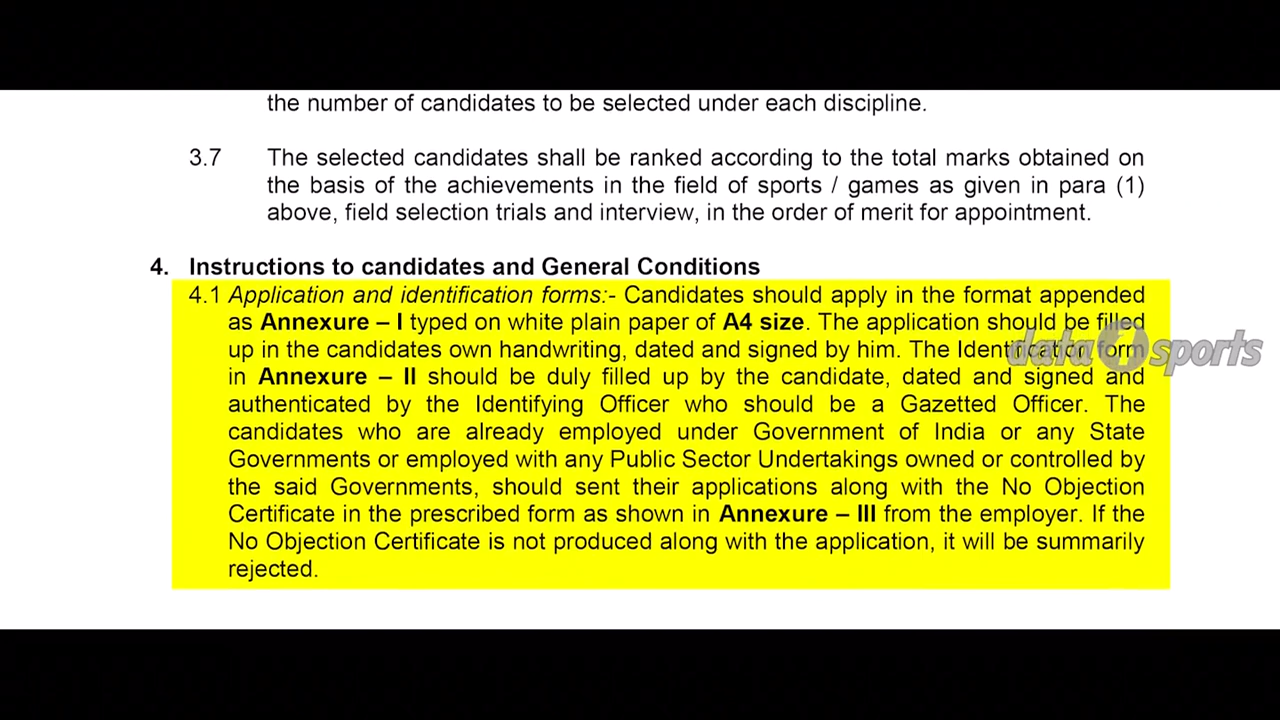 the number of candidates to be selected under each discipline.
3.7 The selected candidates shall be ranked according to the total marks obtained on
the basis of the achievements in the field of sports / games as given in para (1)
above, field selection trials and interview, in the order of merit for appointment.
4. Instructions to candidates and General Conditions
4.1 Application and identification forms:- Candidates should apply in the format appended
as Annexure – I typed on white plain paper of A4 size. The application should be filled
up in the candidates own handwriting, dated and signed by him. The Identification form
in Annexure – II should be duly filled up by the candidate, dated and signed and
authenticated by the Identifying Officer who should be a Gazetted Officer. The
candidates who are already employed under Government of India or any State
Governments or employed with any Public Sector Undertakings owned or controlled by
the said Governments, should sent their applications along with the No Objection
Certificate in the prescribed form as shown in Annexure – III from the employer. If the
No Objection Certificate is not produced along with the application, it will be summarily
rejected.
data4sports